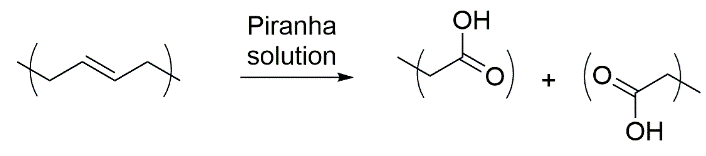 Piranha
solution
OH
O
+
O
OH